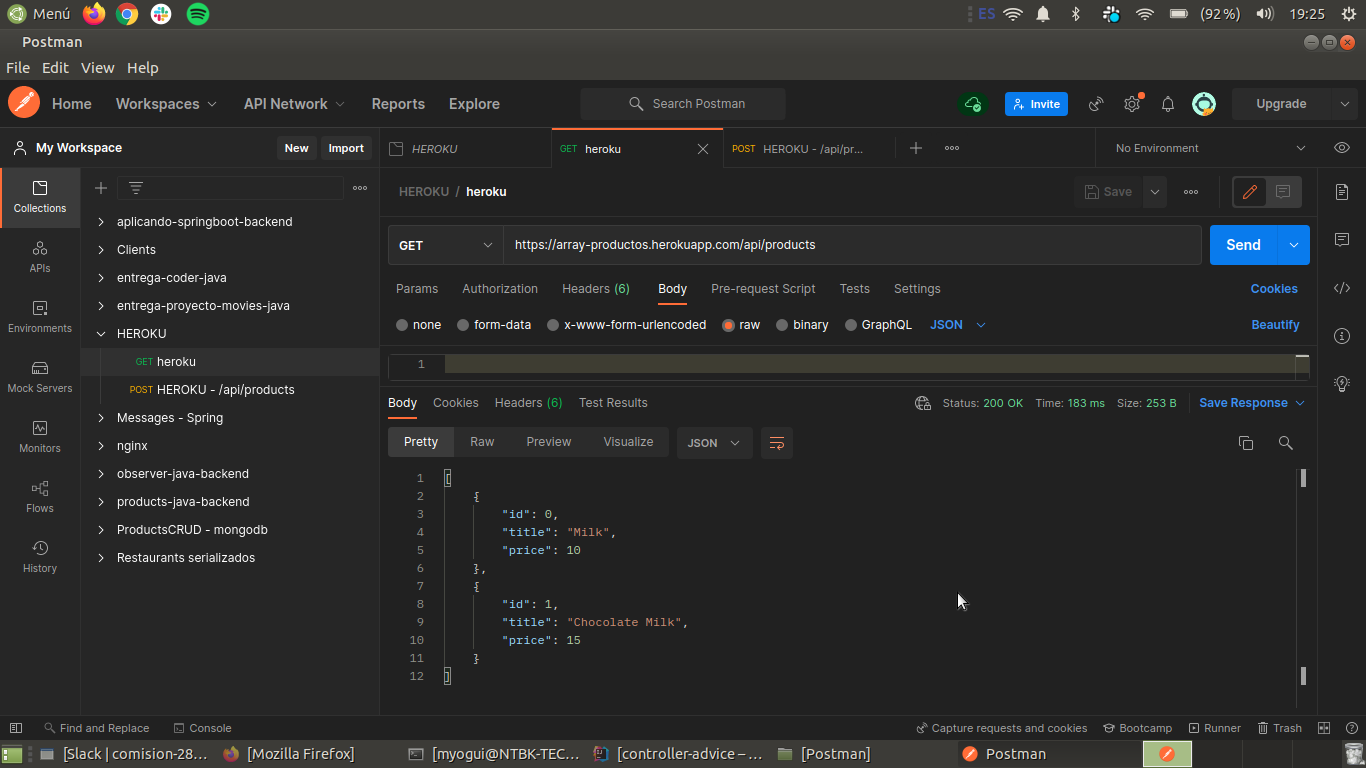 Menú
ES
(92%)
19:25
Postman
File Edit View Help
Home Workspaces API Network Reports Explore
Search Postman
Invite
Upgrade
My Workspace
New
Import
HEROKU
GET heroku
POST HEROKU - /api/pr...
No Environment
Collections
APIs
Environments
Mock Servers
Monitors
Flows
History
aplicando-springboot-backend
Clients
entrega-coder-java
entrega-proyecto-movies-java
HEROKU
GET heroku
POST HEROKU - /api/products
Messages - Spring
nginx
observer-java-backend
products-java-backend
ProductsCRUD - mongodb
Restaurants serializados
HEROKU / heroku
Save
GET
https://array-productos.herokuapp.com/api/products
Send
Params Authorization Headers (6) Body Pre-request Script Tests Settings
Cookies
none form-data x-www-form-urlencoded raw binary GraphQL JSON
Beautify
1
Body Cookies Headers (6) Test Results
Status: 200 OK Time: 183 ms Size: 253 B
Save Response
Pretty Raw Preview Visualize JSON
1 [
2 {
3 "id": 0,
4 "title": "Milk",
5 "price": 10
6 },
7 {
8 "id": 1,
9 "title": "Chocolate Milk",
10 "price": 15
11 }
12 ]
Find and Replace Console
Capture requests and cookies Bootcamp Runner Trash
[Slack | comision-28...
[Mozilla Firefox]
[myogui@NTBK-TEC...
[controller-advice – ...
[Postman]
Postman